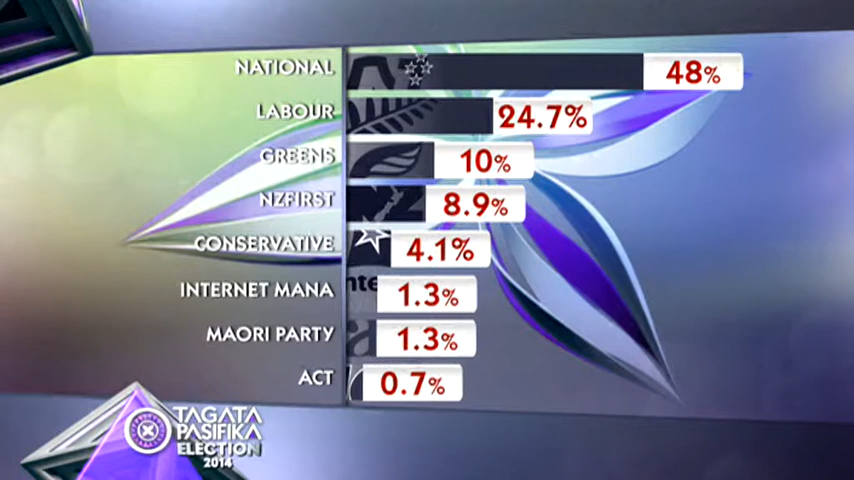 NATIONAL 48%
LABOUR 24.7%
GREENS 10%
NZFIRST 8.9%
CONSERVATIVE 4.1%
INTERNET MANA 1.3%
MAORI PARTY 1.3%
ACT 0.7%
TAGATA
PASIFIKA
ELECTION
2014